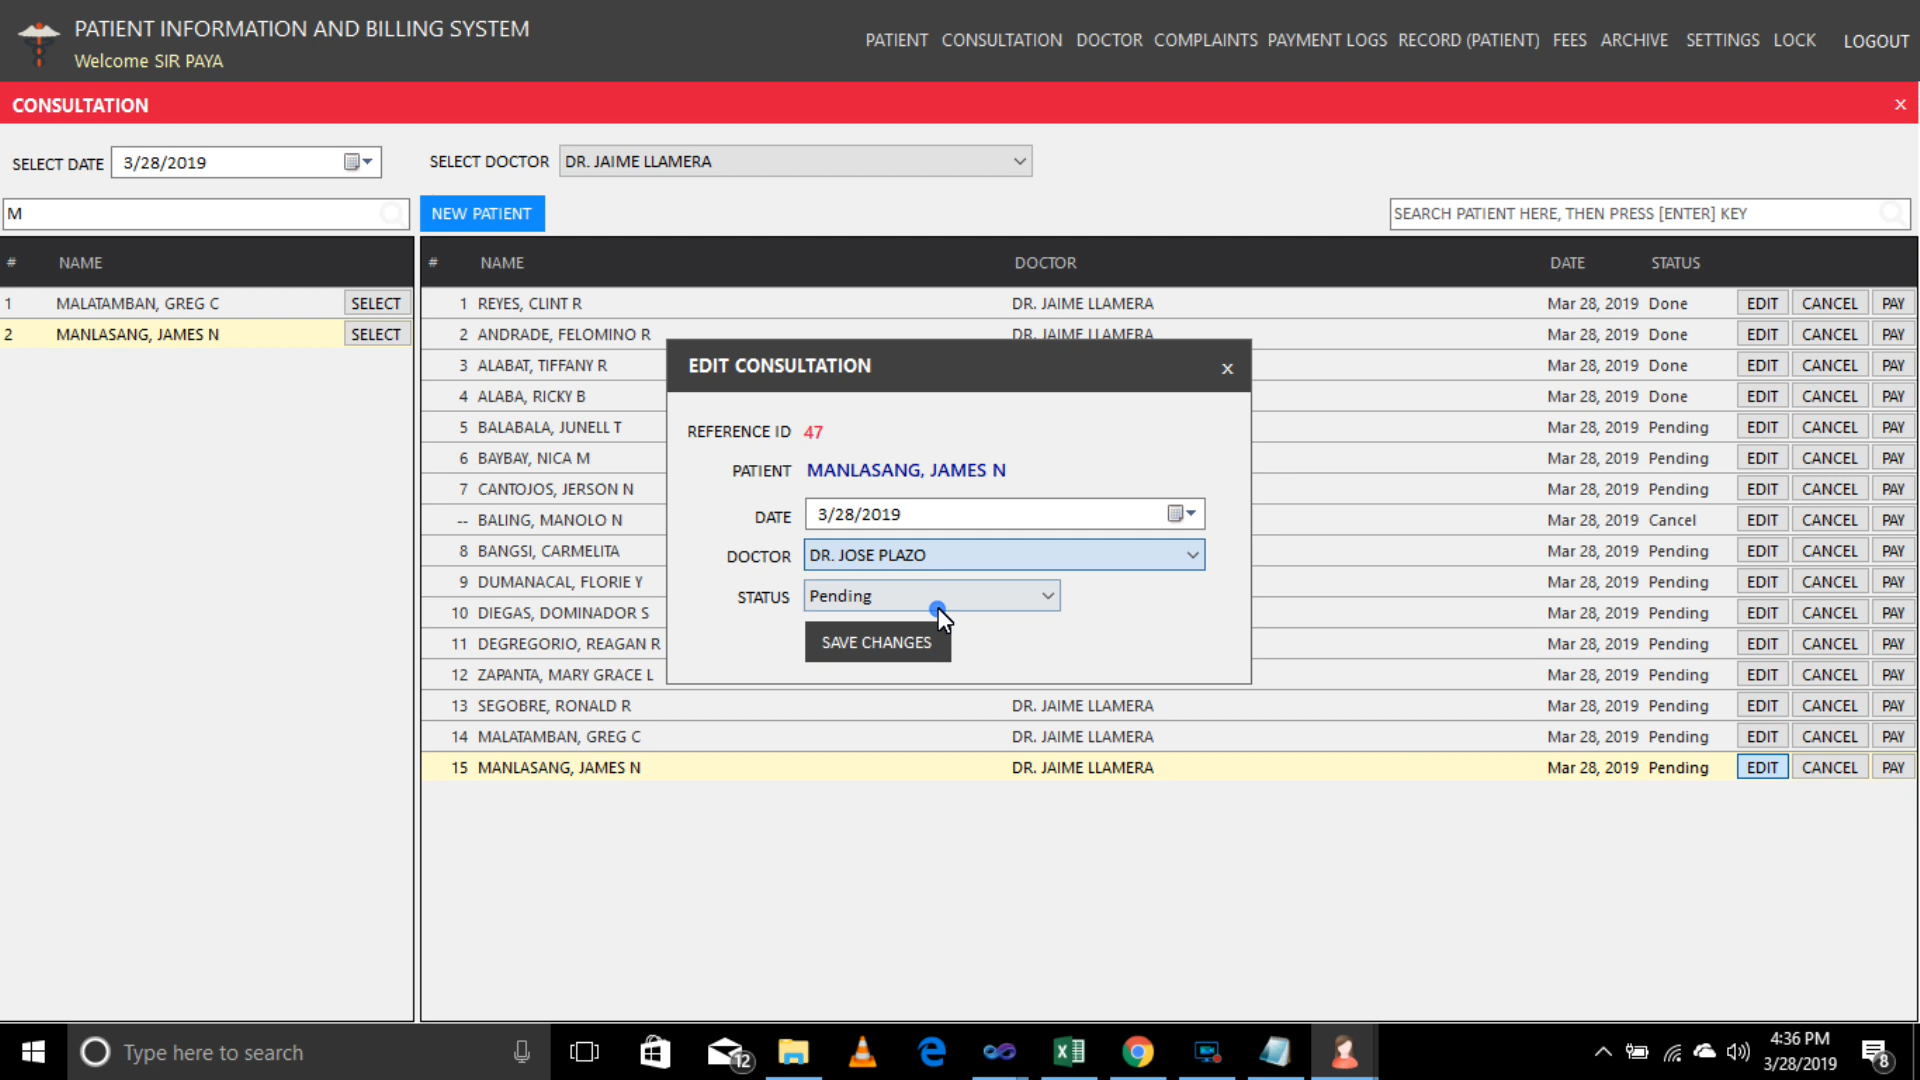 PATIENT INFORMATION AND BILLING SYSTEM
Welcome SIR PAYA
PATIENT CONSULTATION DOCTOR COMPLAINTS PAYMENT LOGS RECORD (PATIENT) FEES ARCHIVE SETTINGS LOCK LOGOUT
CONSULTATION x
SELECT DATE 3/28/2019 SELECT DOCTOR DR. JAIME LLAMERA
M NEW PATIENT SEARCH PATIENT HERE, THEN PRESS [ENTER] KEY
# NAME
1 MALATAMBAN, GREG C SELECT
2 MANLASANG, JAMES N SELECT
# NAME DOCTOR DATE STATUS
1 REYES, CLINT R DR. JAIME LLAMERA Mar 28, 2019 Done EDIT CANCEL PAY
2 ANDRADE, FELOMINO R DR. JAIME LLAMERA Mar 28, 2019 Done EDIT CANCEL PAY
3 ALABAT, TIFFANY R Mar 28, 2019 Done EDIT CANCEL PAY
4 ALABA, RICKY B Mar 28, 2019 Done EDIT CANCEL PAY
5 BALABALA, JUNELL T Mar 28, 2019 Pending EDIT CANCEL PAY
6 BAYBAY, NICA M Mar 28, 2019 Pending EDIT CANCEL PAY
7 CANTOJOS, JERSON N Mar 28, 2019 Pending EDIT CANCEL PAY
-- BALING, MANOLO N Mar 28, 2019 Cancel EDIT CANCEL PAY
8 BANGSI, CARMELITA Mar 28, 2019 Pending EDIT CANCEL PAY
9 DUMANACAL, FLORIE Y Mar 28, 2019 Pending EDIT CANCEL PAY
10 DIEGAS, DOMINADOR S Mar 28, 2019 Pending EDIT CANCEL PAY
11 DEGREGORIO, REAGAN R Mar 28, 2019 Pending EDIT CANCEL PAY
12 ZAPANTA, MARY GRACE L Mar 28, 2019 Pending EDIT CANCEL PAY
13 SEGOBRE, RONALD R DR. JAIME LLAMERA Mar 28, 2019 Pending EDIT CANCEL PAY
14 MALATAMBAN, GREG C DR. JAIME LLAMERA Mar 28, 2019 Pending EDIT CANCEL PAY
15 MANLASANG, JAMES N DR. JAIME LLAMERA Mar 28, 2019 Pending EDIT CANCEL PAY
EDIT CONSULTATION x
REFERENCE ID 47
PATIENT MANLASANG, JAMES N
DATE 3/28/2019
DOCTOR DR. JOSE PLAZO
STATUS Pending
SAVE CHANGES
Type here to search
12
4:36 PM
3/28/2019
8